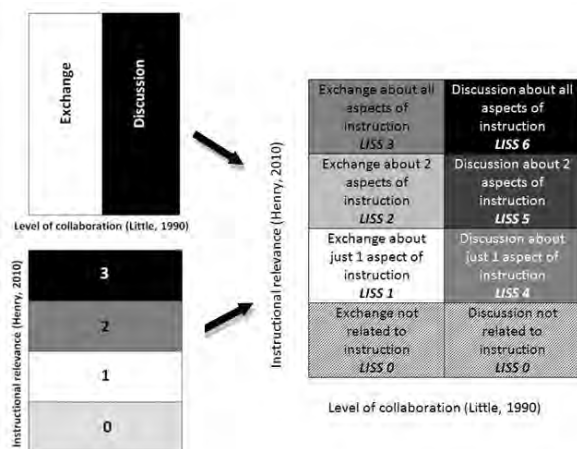 Exchange
Discussion
Level of collaboration (Little, 1990)
Instructional relevance (Henry, 2010)
3
2
1
0
Instructional relevance (Henry, 2010)
Exchange about all
aspects of
instruction
LISS 3
Discussion about all
aspects of
instruction
LISS 6
Exchange about 2
aspects of
instruction
LISS 2
Discussion about 2
aspects of
instruction
LISS 5
Exchange about
just 1 aspect of
instruction
LISS 1
Discussion about
just 1 aspect of
instruction
LISS 4
Exchange not
related to
instruction
LISS 0
Discussion not
related to
instruction
LISS 0
Level of collaboration (Little, 1990)